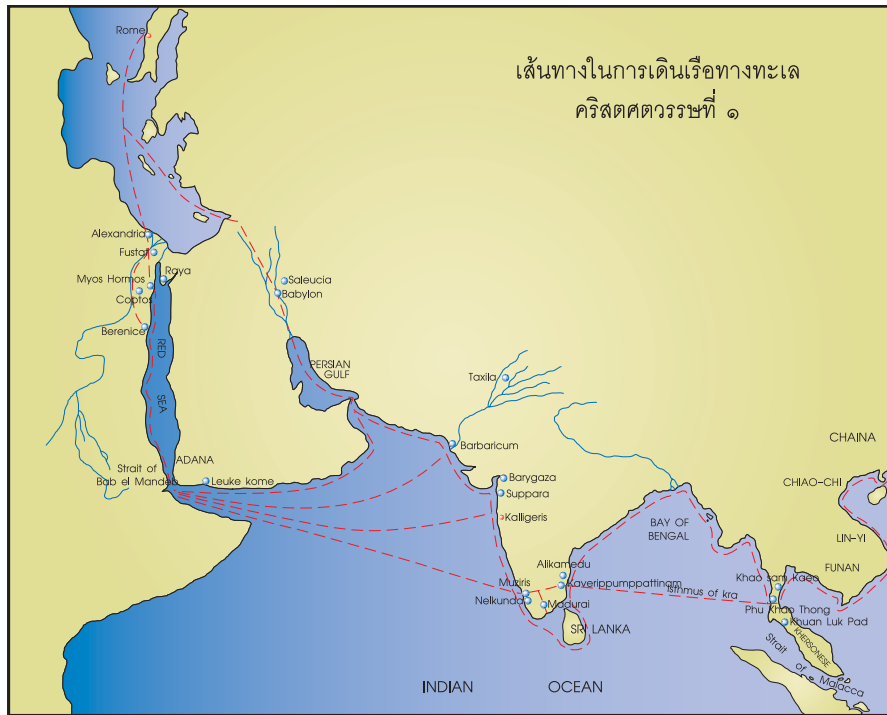 Rome
เส้นทางในการเดินเรือทางทะเล
คริสตศตวรรษที่ ๑
Alexandria
Fustat
Myos Hormos
Raya
Coptos
Saleucia
Babylon
Berenice
RED
SEA
PERSIAN
GULF
Taxila
Barbaricum
CHAINA
ADANA
Strait of
Bab el Mandeb
Leuke kome
Barygaza
Suppara
CHIAO-CHI
Kalligeris
BAY OF
BENGAL
LIN-YI
FUNAN
Alikamedu
Muziris
Kaverippumppattinam
Isthmus of kra
Khao sam Kaeo
Nelkunda
Modurai
Phu Khao Thong
Khuan Luk Pad
SRI LANKA
KHERSONESE
Strait of Malacca
INDIAN OCEAN